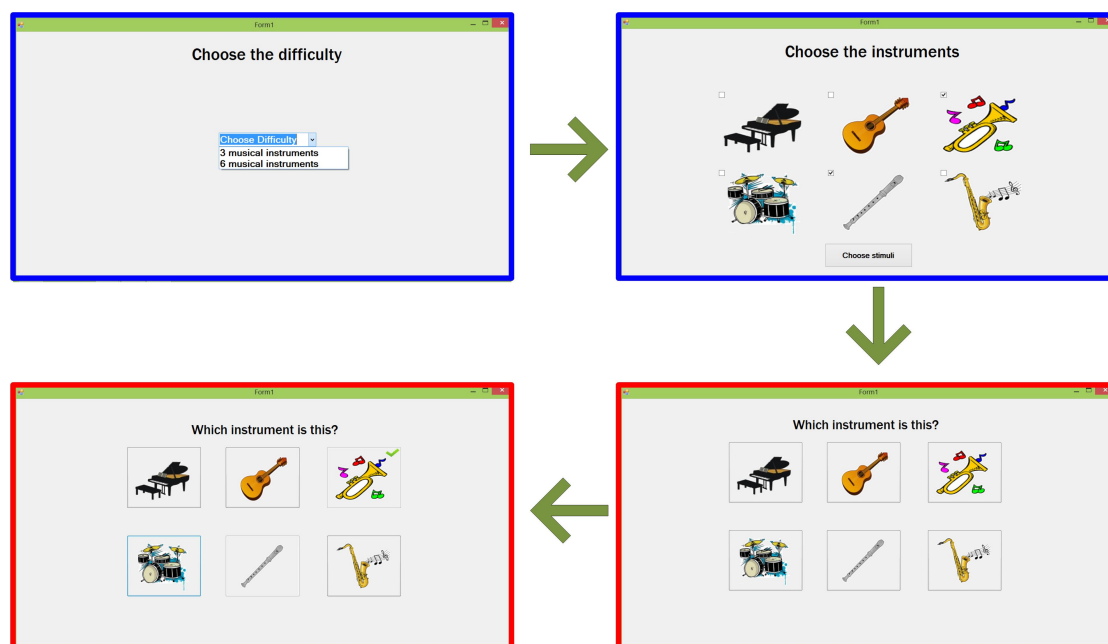 Form1
Choose the difficulty
Choose Difficulty
3 musical instruments
6 musical instruments
Form1
Choose the instruments
Choose stimuli
Form1
Which instrument is this?
Form1
Which instrument is this?